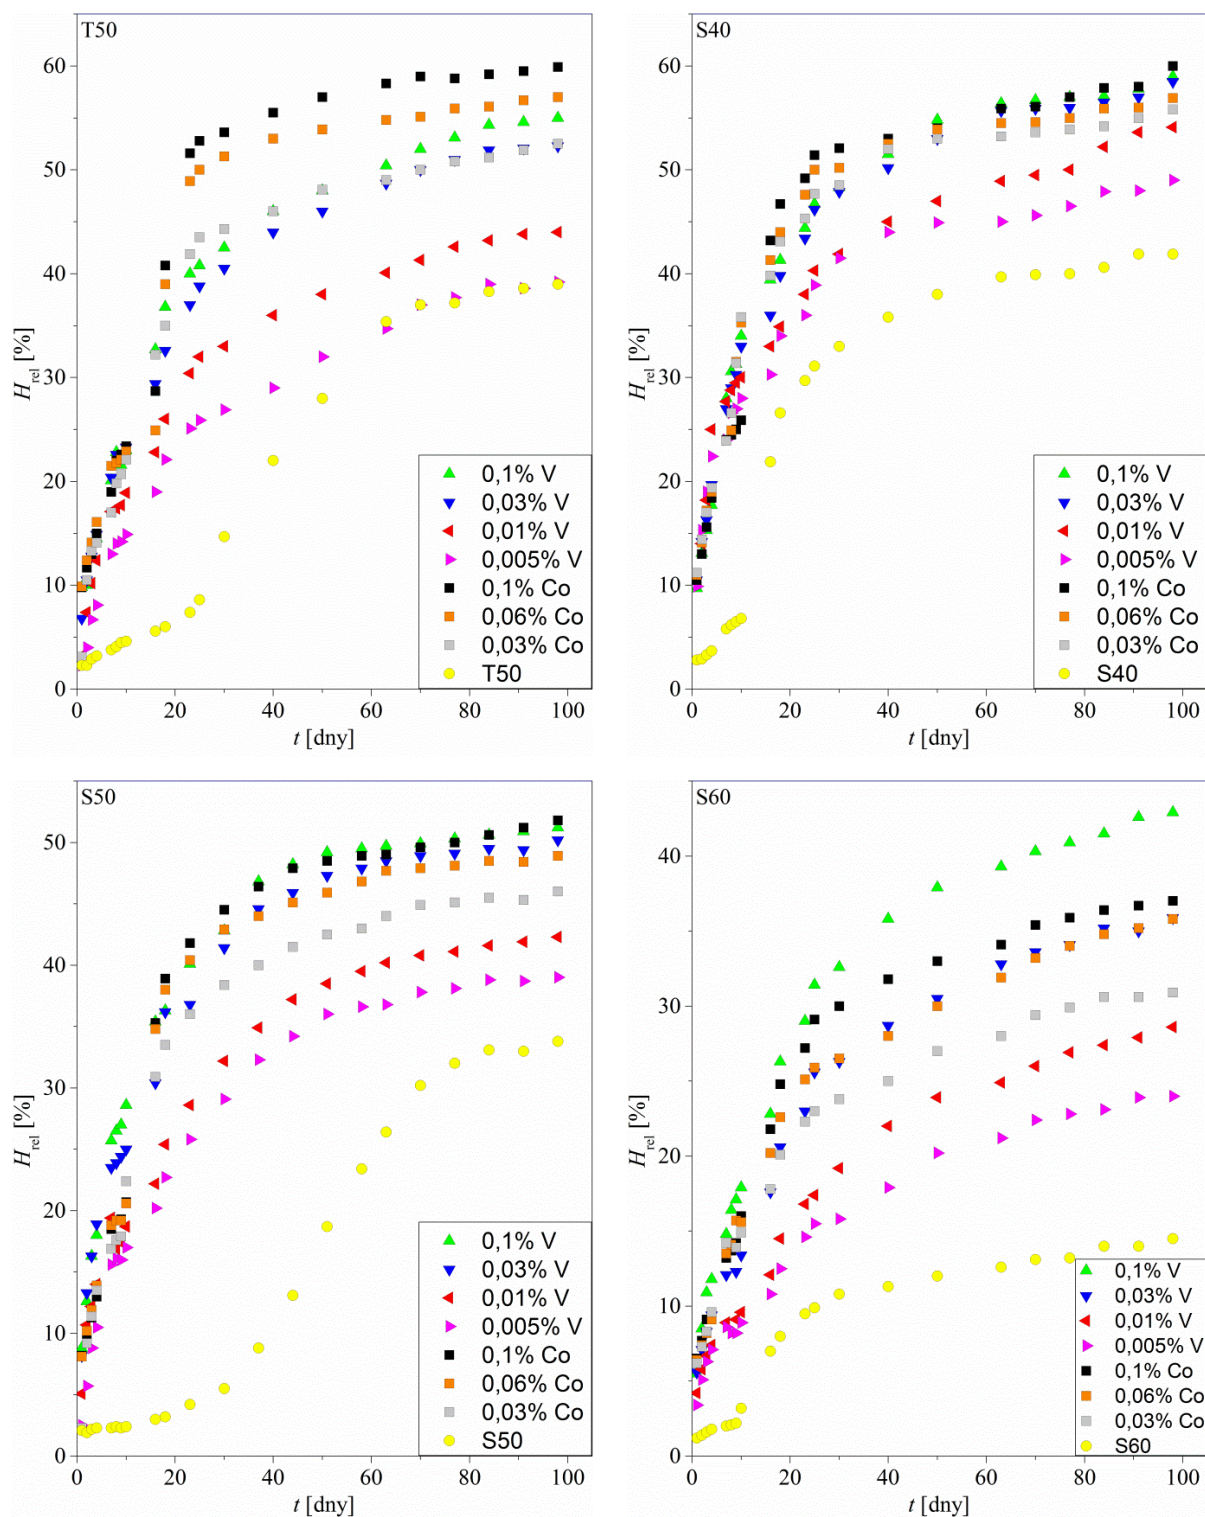 T50
60
50
40
30
20
10
0
H_rel [%]
0,1% V
0,03% V
0,01% V
0,005% V
0,1% Co
0,06% Co
0,03% Co
T50
0 20 40 60 80 100
t [dny]
S40
60
50
40
30
20
10
0
H_rel [%]
0,1% V
0,03% V
0,01% V
0,005% V
0,1% Co
0,06% Co
0,03% Co
S40
0 20 40 60 80 100
t [dny]
S50
50
40
30
20
10
0
H_rel [%]
0,1% V
0,03% V
0,01% V
0,005% V
0,1% Co
0,06% Co
0,03% Co
S50
0 20 40 60 80 100
t [dny]
S60
40
30
20
10
0
H_rel [%]
0,1% V
0,03% V
0,01% V
0,005% V
0,1% Co
0,06% Co
0,03% Co
S60
0 20 40 60 80 100
t [dny]